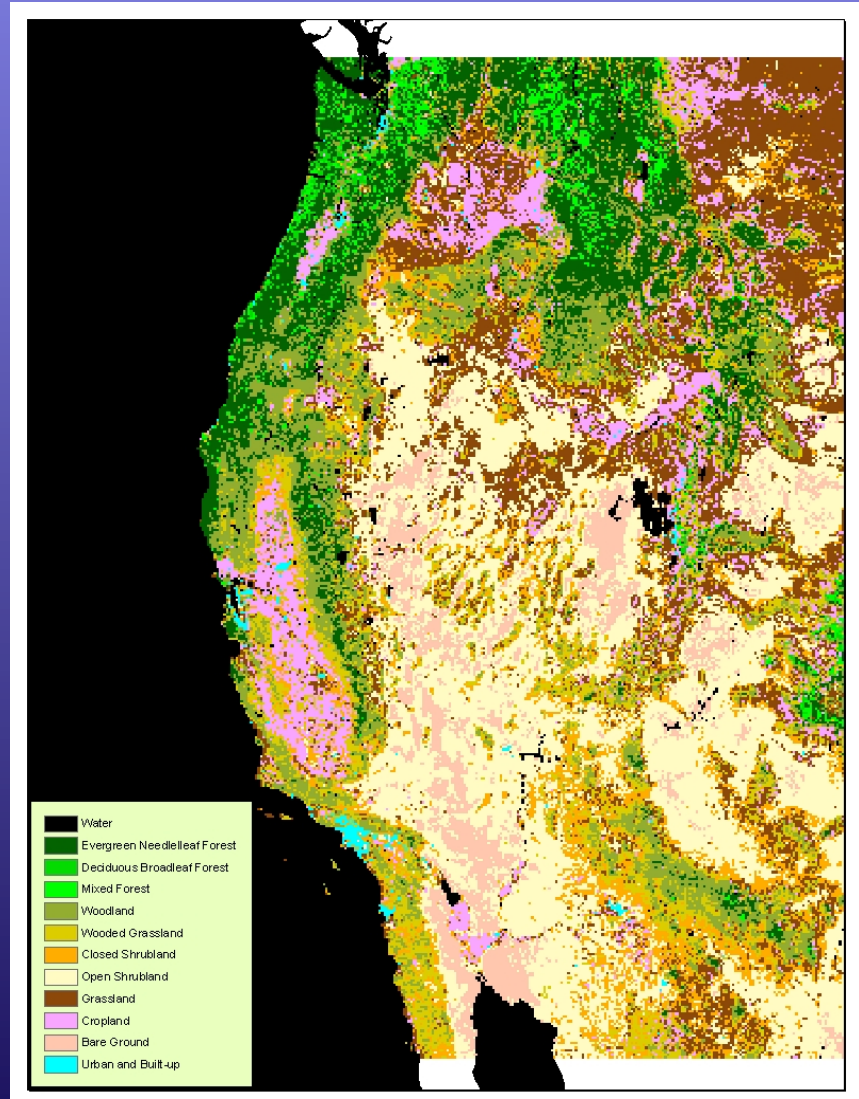 Water
Evergreen Needlelleaf Forest
Deciduous Broadleaf Forest
Mixed Forest
Woodland
Wooded Grassland
Closed Shrubland
Open Shrubland
Grassland
Cropland
Bare Ground
Urban and Built-up